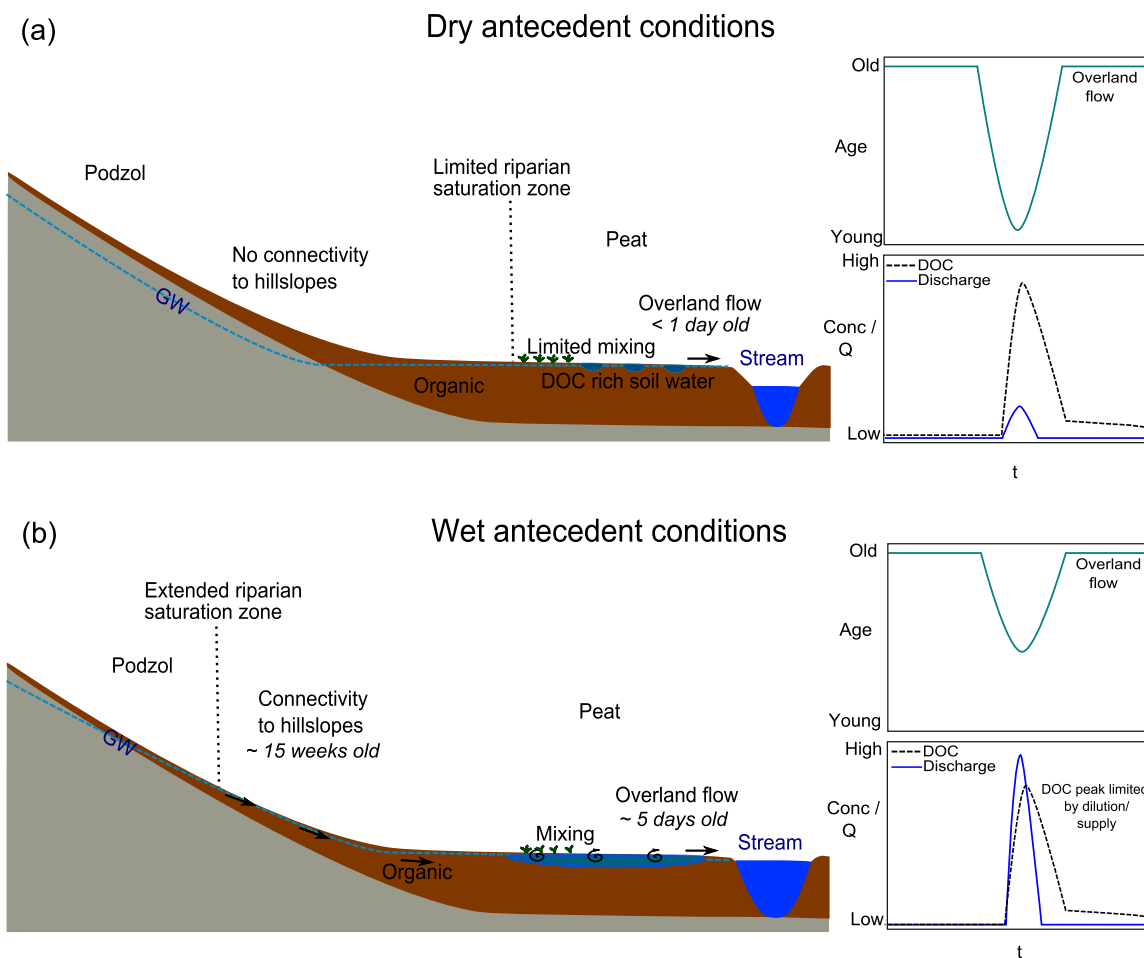 (a)
Dry antecedent conditions
Podzol
Limited riparian
saturation zone
No connectivity
to hillslopes
Peat
GW
Overland flow
< 1 day old
Limited mixing
Stream
Organic
DOC rich soil water
Old
Overland
flow
Age
Young
High
DOC
Discharge
Conc /
Q
Low
t
(b)
Wet antecedent conditions
Extended riparian
saturation zone
Podzol
Connectivity
to hillslopes
~ 15 weeks old
Peat
GW
Overland flow
~ 5 days old
Mixing
Stream
Organic
Old
Overland
flow
Age
Young
High
DOC
Discharge
DOC peak limited
by dilution/
supply
Conc /
Q
Low
t